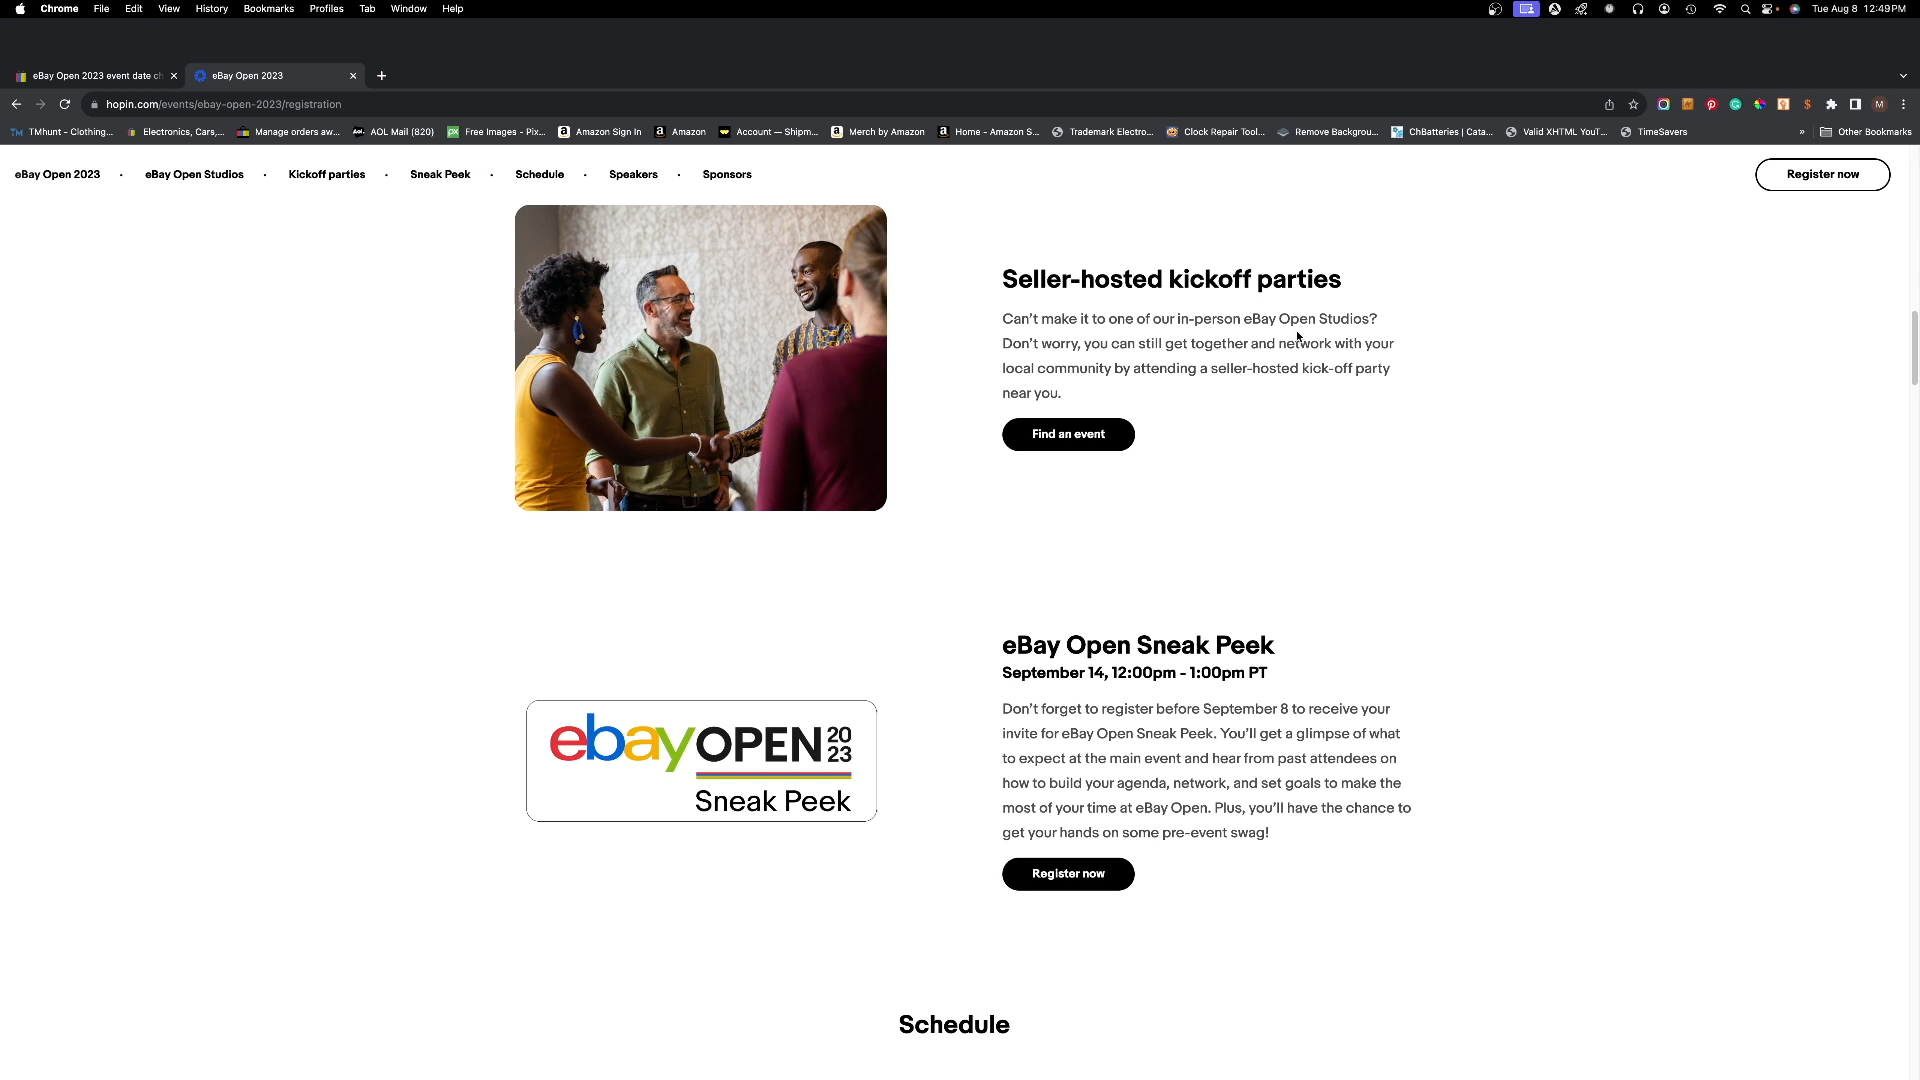 Chrome File Edit View History Bookmarks Profiles Tab Window Help Tue Aug 8 12:49 PM
eBay Open 2023 event date ch eBay Open 2023
hopin.com/events/ebay-open-2023/registration
TMhunt - Clothing... Electronics, Cars,... Manage orders aw... AOL Mail (820) Free Images - Pix... Amazon Sign In Amazon Account — Shipm... Merch by Amazon Home - Amazon S... Trademark Electro... Clock Repair Tool... Remove Backgrou... ChBatteries | Cata... Valid XHTML YouT... TimeSavers » Other Bookmarks
eBay Open 2023 · eBay Open Studios · Kickoff parties · Sneak Peek · Schedule · Speakers · Sponsors Register now
Seller-hosted kickoff parties
Can't make it to one of our in-person eBay Open Studios?
Don't worry, you can still get together and network with your
local community by attending a seller-hosted kick-off party
near you.
Find an event
eBay Open Sneak Peek
September 14, 12:00pm - 1:00pm PT
ebay OPEN 20
23
Sneak Peek
Don't forget to register before September 8 to receive your
invite for eBay Open Sneak Peek. You'll get a glimpse of what
to expect at the main event and hear from past attendees on
how to build your agenda, network, and set goals to make the
most of your time at eBay Open. Plus, you'll have the chance to
get your hands on some pre-event swag!
Register now
Schedule